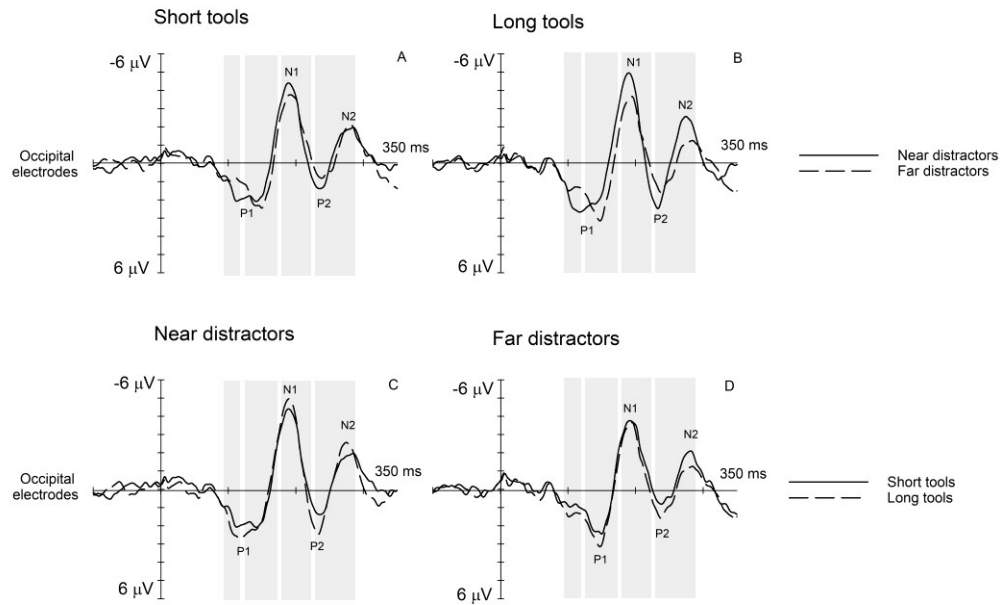 Short tools
Long tools
-6 μV
A
N1
N2
350 ms
P1
P2
6 μV
Occipital
electrodes
-6 μV
B
N1
N2
350 ms
P1
P2
6 μV
Near distractors
Far distractors
Near distractors
Far distractors
-6 μV
C
N1
N2
350 ms
P1
P2
6 μV
Occipital
electrodes
-6 μV
D
N1
N2
350 ms
P1
P2
6 μV
Short tools
Long tools